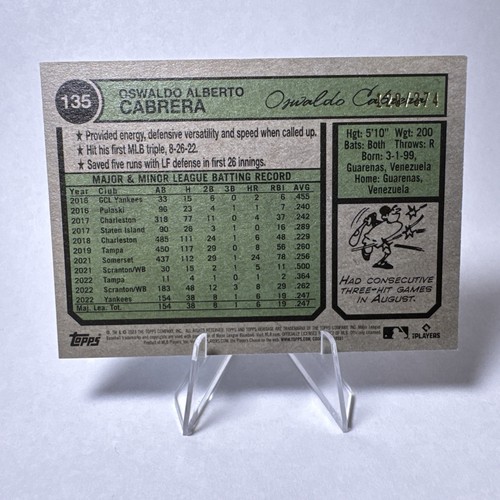 135
OSWALDO ALBERTO
CABRERA
Oswaldo Cabrera
★ Provided energy, defensive versatility and speed when called up.
★ Hit his first MLB triple, 8-26-22.
★ Saved five runs with LF defense in first 26 innings.
MAJOR & MINOR LEAGUE BATTING RECORD
Year Club AB H 2B 3B HR RBI AVG
2016 GCL Yankees 33 15 6 0 2 6 .455
2016 Pulaski 96 23 1 1 2 7 .240
2017 Charleston 318 77 11 0 4 37 .242
2017 Staten Island 90 26 3 1 0 16 .289
2018 Charleston 485 111 24 1 6 48 .229
2019 Tampa 450 117 29 0 8 56 .260
2021 Somerset 437 112 29 1 24 78 .256
2021 Scranton/WB 30 15 2 1 5 11 .500
2022 Tampa 11 4 1 0 1 2 .364
2022 Scranton/WB 183 48 12 3 8 29 .262
2022 Yankees 154 38 8 1 6 19 .247
Maj. Lea. Tot. 154 38 8 1 6 19 .247
Hgt: 5'10" Wgt: 200
Bats: Both Throws: R
Born: 3-1-99,
Guarenas, Venezuela
Home: Guarenas,
Venezuela
HAD CONSECUTIVE
THREE-HIT GAMES
IN AUGUST.
Topps
MLB PLAYERS